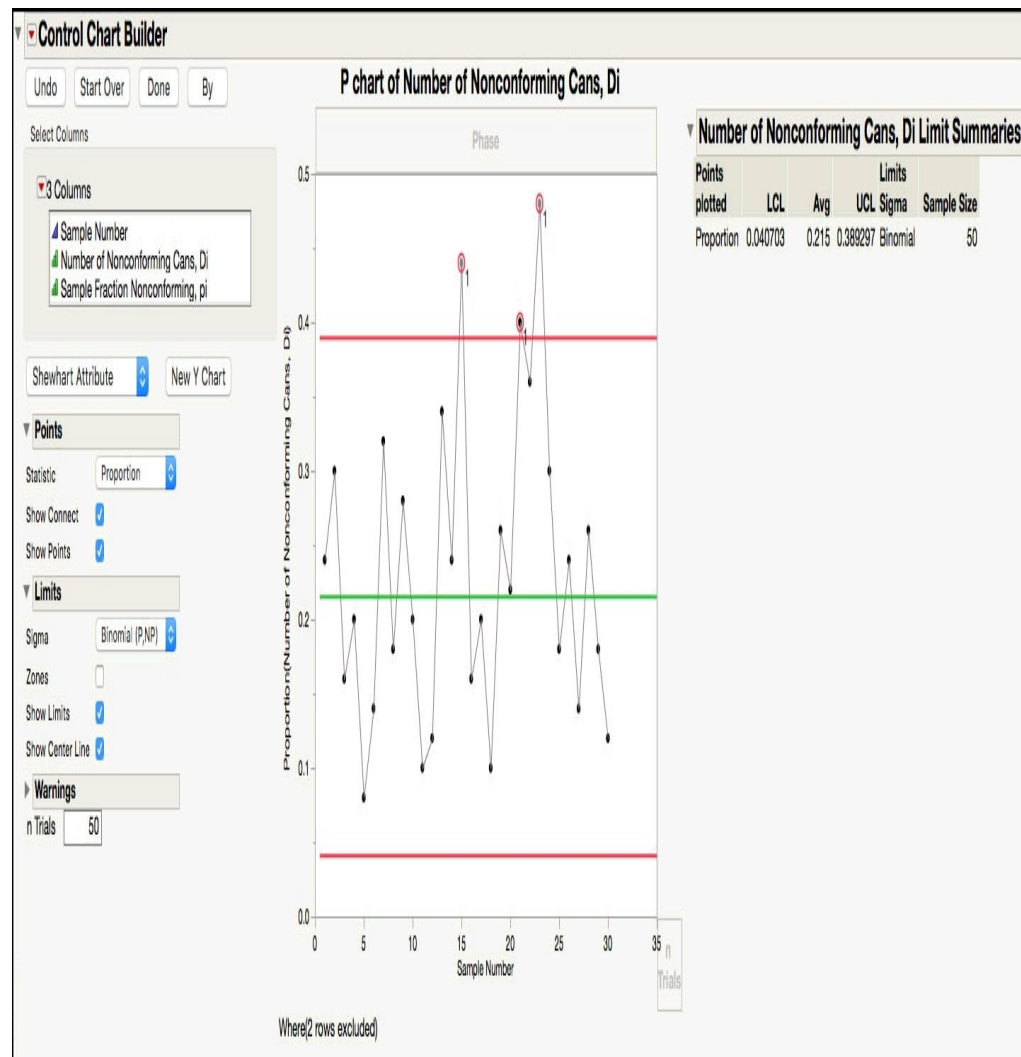 Control Chart Builder
Undo Start Over Done By
Select Columns
3 Columns
Sample Number
Number of Nonconforming Cans, Di
Sample Fraction Nonconforming, pi
Shewhart Attribute New Y Chart
Points
Statistic Proportion
Show Connect
Show Points
Limits
Sigma Binomial (P,NP)
Zones
Show Limits
Show Center Line
Warnings
n Trials 50
P chart of Number of Nonconforming Cans, Di
Phase
Proportion(Number of Nonconforming Cans, Di)
0.5
0.4
0.3
0.2
0.1
0.0
1
1
1
0 5 10 15 20 25 30 35
Sample Number
n
Trials
Where(2 rows excluded)
Number of Nonconforming Cans, Di Limit Summaries
Points Limits
plotted LCL Avg UCL Sigma Sample Size
Proportion 0.040703 0.215 0.389297 Binomial 50